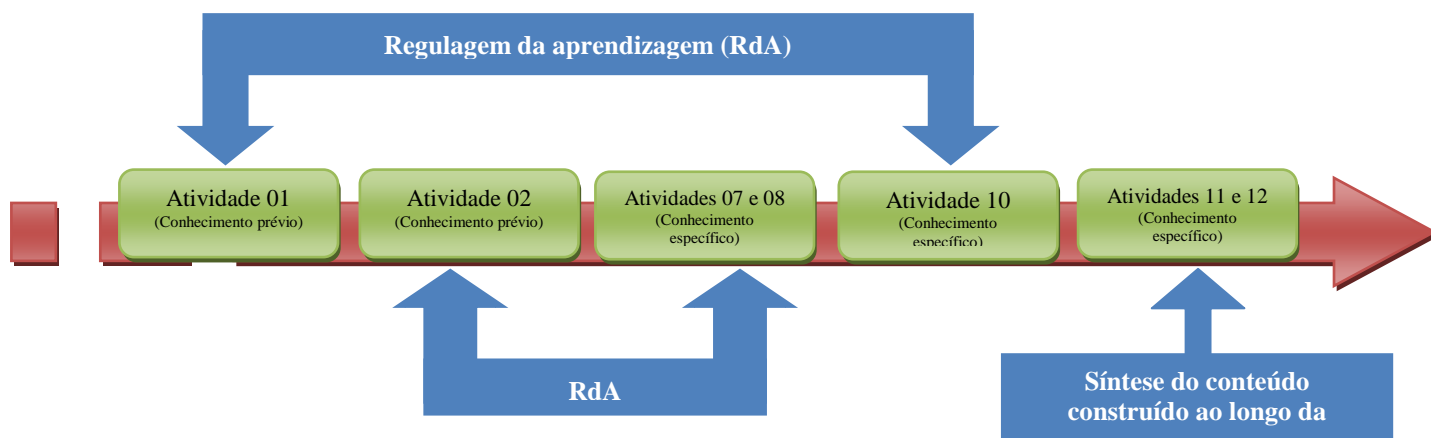 Regulagem da aprendizagem (RdA)
Atividade 01
(Conhecimento prévio)
Atividade 02
(Conhecimento prévio)
Atividades 07 e 08
(Conhecimento
específico)
Atividade 10
(Conhecimento
específico)
Atividades 11 e 12
(Conhecimento
específico)
RdA
Síntese do conteúdo
construído ao longo da